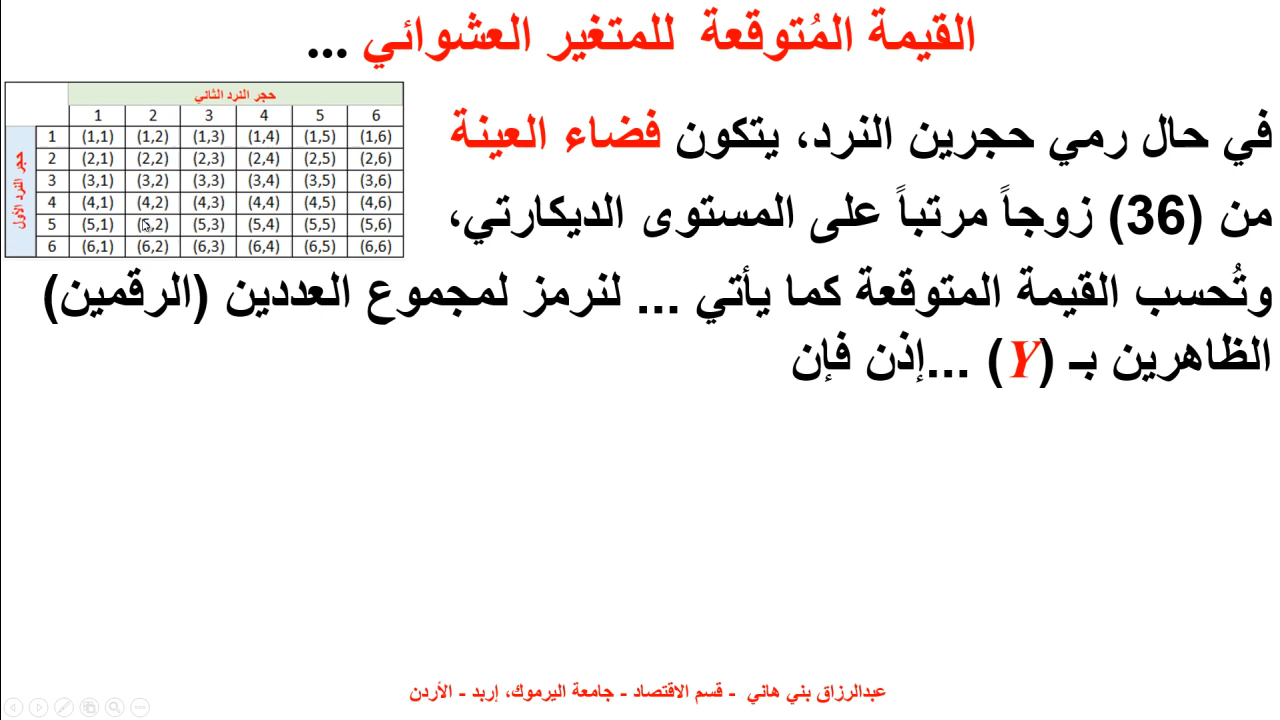 القيمة المُتوقعة للمتغير العشوائي ...
حجر النرد الثاني
1 2 3 4 5 6
حجر النرد الأول
1 (1,1) (1,2) (1,3) (1,4) (1,5) (1,6)
2 (2,1) (2,2) (2,3) (2,4) (2,5) (2,6)
3 (3,1) (3,2) (3,3) (3,4) (3,5) (3,6)
4 (4,1) (4,2) (4,3) (4,4) (4,5) (4,6)
5 (5,1) (5,2) (5,3) (5,4) (5,5) (5,6)
6 (6,1) (6,2) (6,3) (6,4) (6,5) (6,6)
في حال رمي حجرين النرد، يتكون فضاء العينة
من (36) زوجاً مرتباً على المستوى الديكارتي،
وتُحسب القيمة المتوقعة كما يأتي ... لنرمز لمجموع العددين (الرقمين)
الظاهرين بـ (Y) ...إذن فإن
عبدالرزاق بني هاني - قسم الاقتصاد - جامعة اليرموك، إربد - الأردن